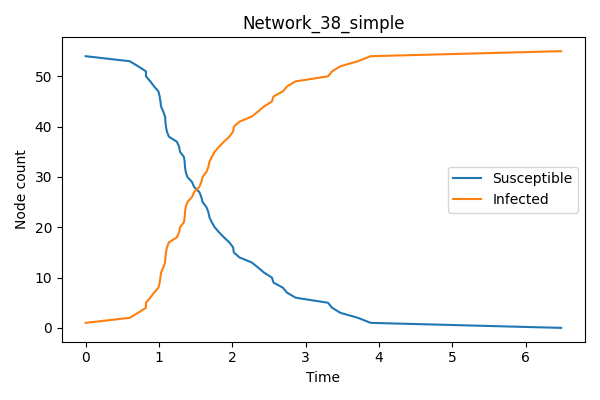 Network_38_simple
Node count
50
40
30
20
10
0
Susceptible
Infected
0 1 2 3 4 5 6
Time